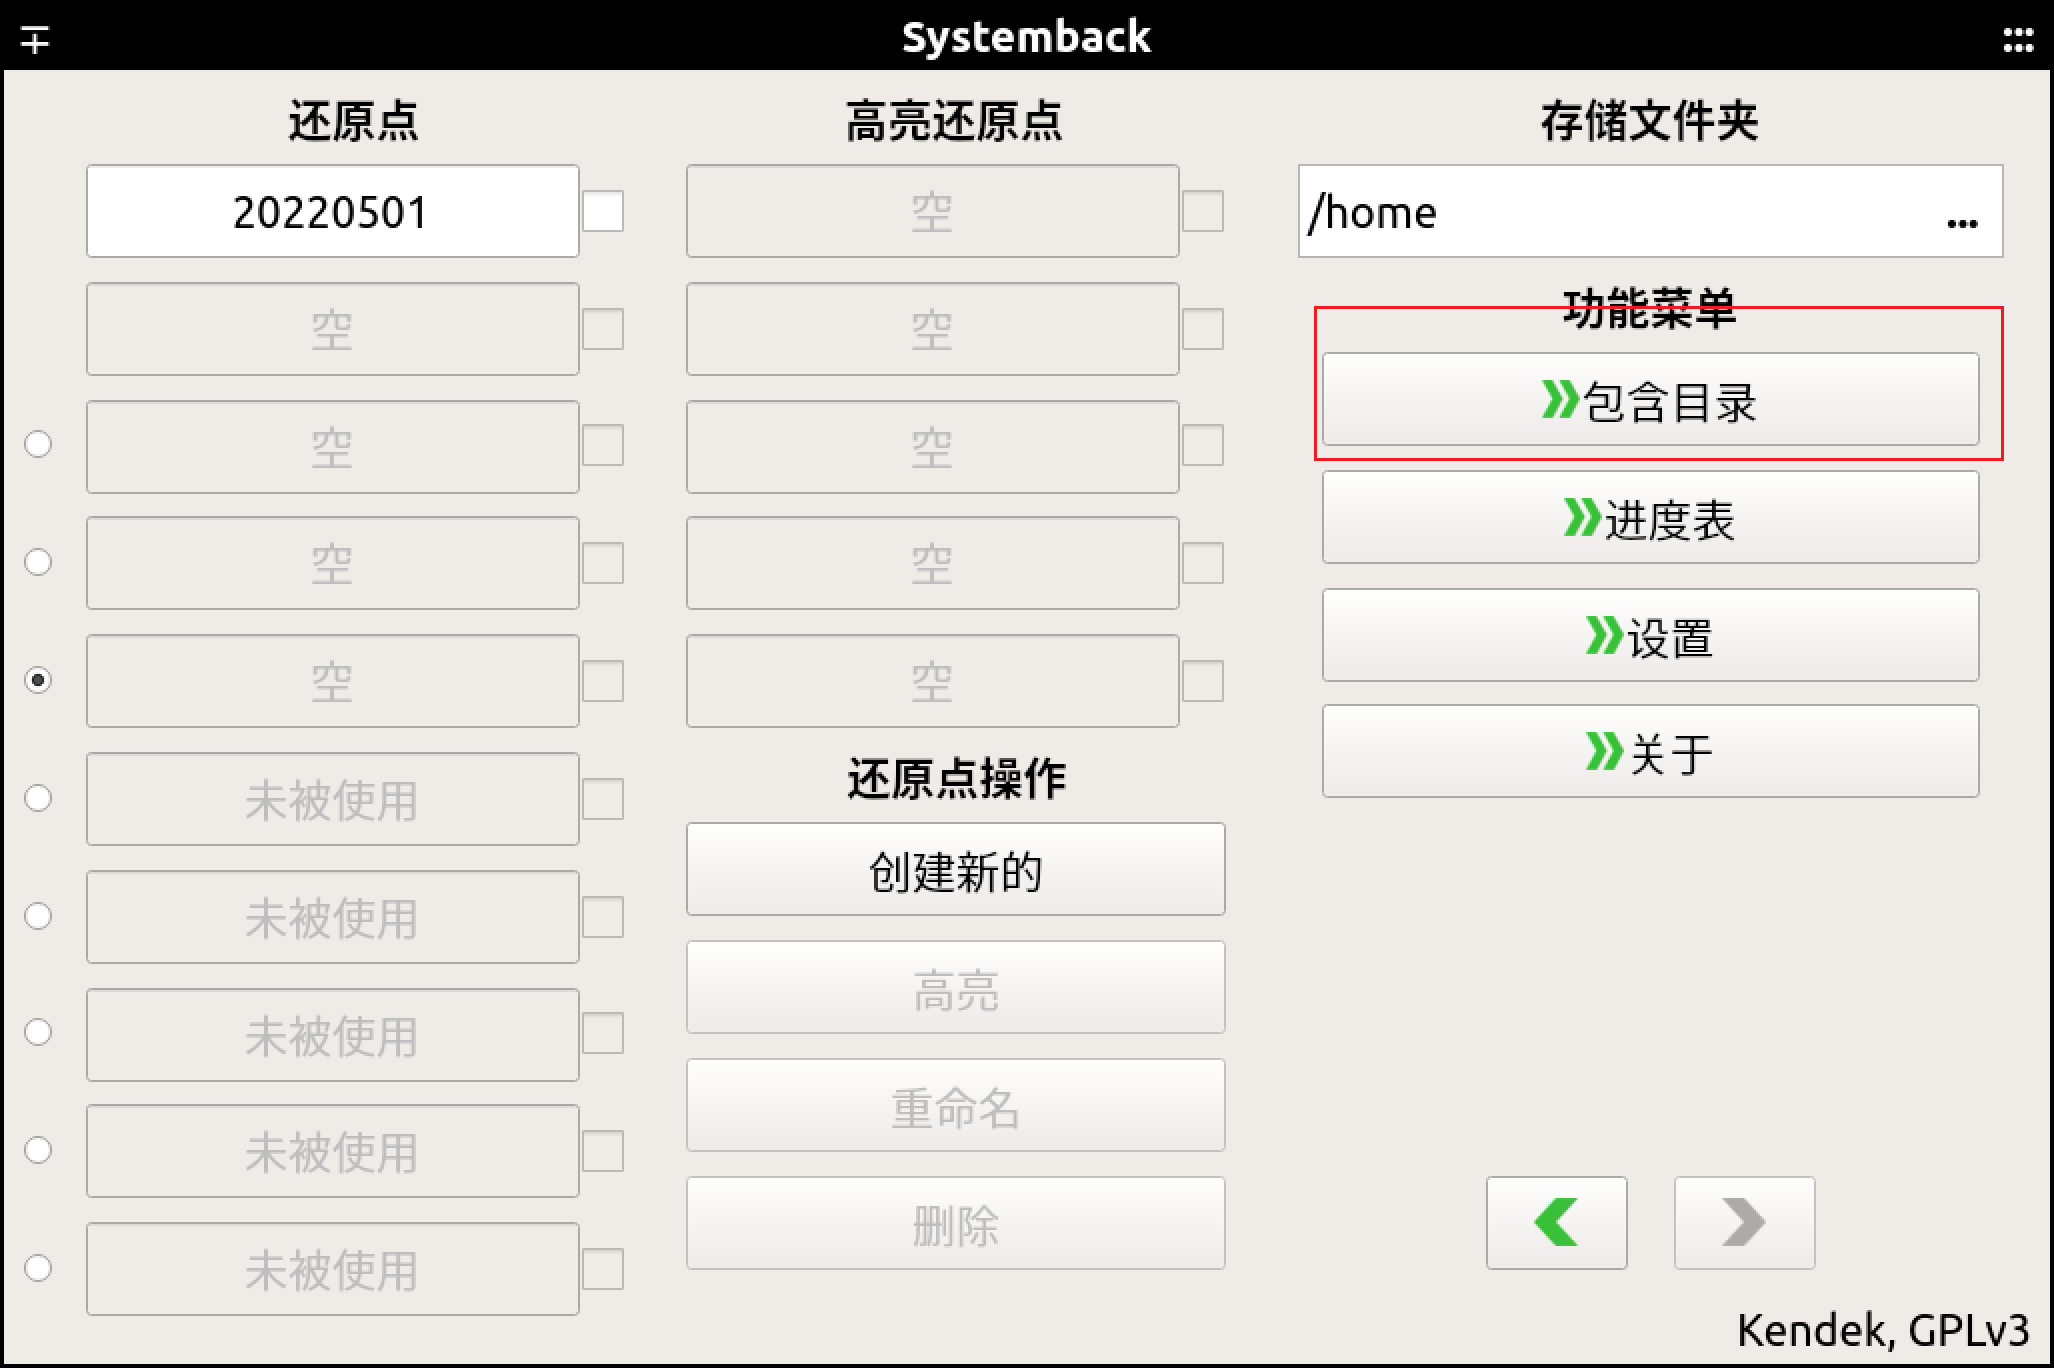 Systemback
还原点
20220501
空
空
空
空
未被使用
未被使用
未被使用
未被使用
未被使用
高亮还原点
空
空
空
空
空
还原点操作
创建新的
高亮
重命名
删除
存储文件夹
/home
...
功能菜单
包含目录
进度表
设置
关于
Kendek, GPLv3